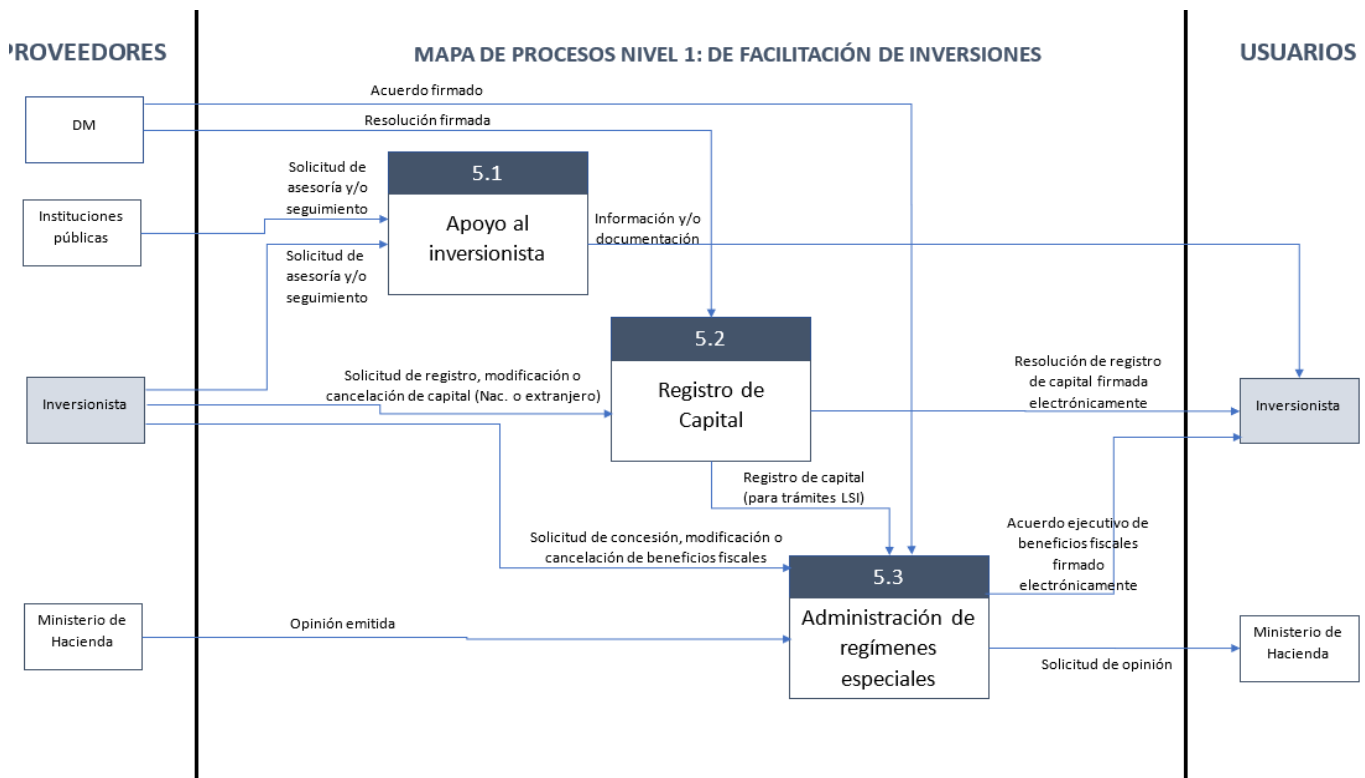 PROVEEDORES
MAPA DE PROCESOS NIVEL 1: DE FACILITACIÓN DE INVERSIONES
USUARIOS
Acuerdo firmado
DM
Resolución firmada
Solicitud de
asesoría y/o
seguimiento
5.1
Apoyo al
inversionista
Instituciones
públicas
Información y/o
documentación
Solicitud de
asesoría y/o
seguimiento
5.2
Registro de
Capital
Solicitud de registro, modificación o
cancelación de capital (Nac. o extranjero)
Inversionista
Resolución de registro
de capital firmada
electrónicamente
Inversionista
Registro de capital
(para trámites LSI)
Solicitud de concesión, modificación o
cancelación de beneficios fiscales
Acuerdo ejecutivo de
beneficios fiscales
firmado
electrónicamente
5.3
Administración de
regímenes
especiales
Ministerio de
Hacienda
Opinión emitida
Solicitud de opinión
Ministerio de
Hacienda